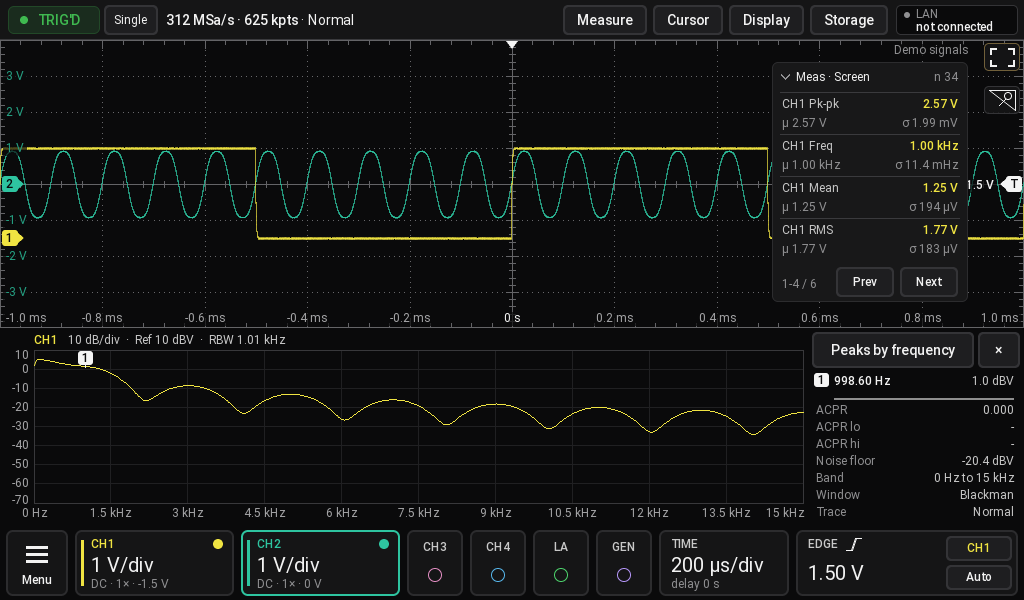 TRIG'D Single 312 MSa/s · 625 kpts · Normal Measure Cursor Display Storage LAN not connected
Demo signals
Meas · Screen n 34
CH1 Pk-pk 2.57 V
μ 2.57 V σ 1.99 mV
CH1 Freq 1.00 kHz
μ 1.00 kHz σ 11.4 mHz
CH1 Mean 1.25 V
μ 1.25 V σ 194 μV
CH1 RMS 1.77 V
μ 1.77 V σ 183 μV
1-4 / 6 Prev Next
3 V
2 V
1 V
2
-1 V
1
-2 V
-3 V
1.5 V T
-1.0 ms -0.8 ms -0.6 ms -0.4 ms -0.2 ms 0 s 0.2 ms 0.4 ms 0.6 ms 0.8 ms 1.0 ms
CH1 10 dB/div · Ref 10 dBV · RBW 1.01 kHz
1
10
0
-10
-20
-30
-40
-50
-60
-70
0 Hz 1.5 kHz 3 kHz 4.5 kHz 6 kHz 7.5 kHz 9 kHz 10.5 kHz 12 kHz 13.5 kHz 15 kHz
Peaks by frequency ×
1 998.60 Hz 1.0 dBV
ACPR 0.000
ACPR lo -
ACPR hi -
Noise floor -20.4 dBV
Band 0 Hz to 15 kHz
Window Blackman
Trace Normal
Menu
CH1
1 V/div
DC · 1× · -1.5 V
CH2
1 V/div
DC · 1× · 0 V
CH3
CH4
LA
GEN
TIME
200 μs/div
delay 0 s
EDGE
1.50 V
CH1
Auto